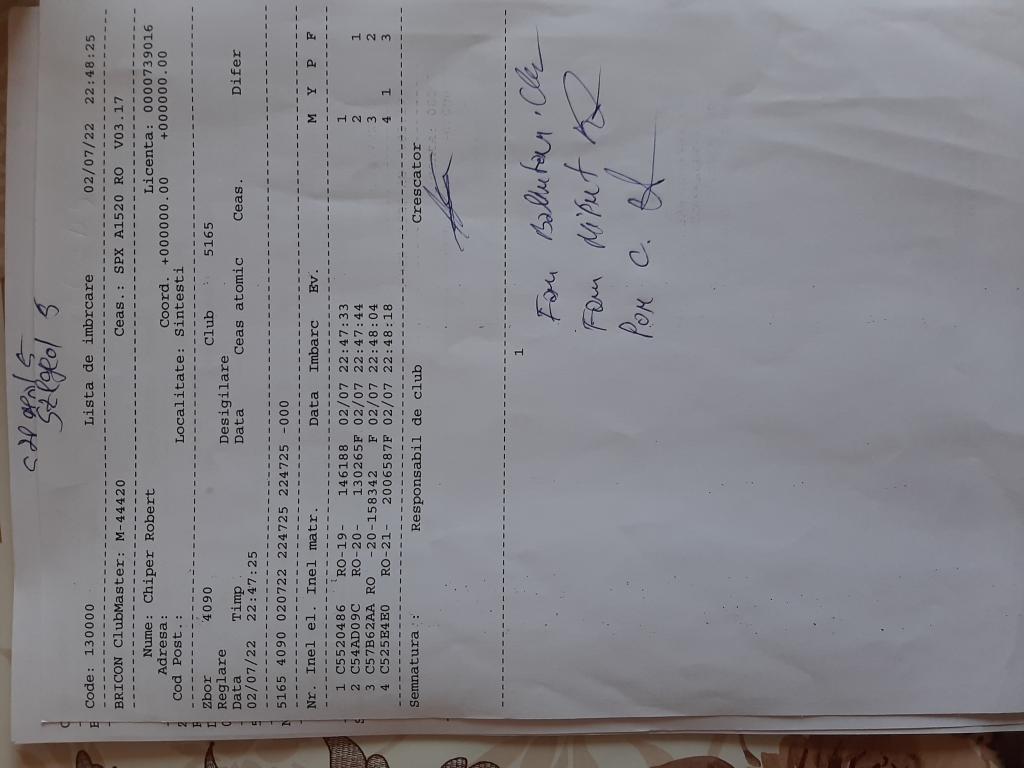 Code: 130000 Lista de imbrcare 02/07/22 22:48:25
BRICON ClubMaster: M-44420 Ceas.: SPX A1520 RO V03.17
Nume: Chiper Robert Licenta: 00000739016
Adresa: Coord. +000000.00 +000000.00
Cod Post.: Localitate: Sintesti
Zbor 4090 Club 5165
Reglare Desigilare
Data Timp Data Ceas atomic Ceas. Difer
02/07/22 22:47:25
5165 4090 020722 224725 224725 -000
Nr. Inel el. Inel matr. Data Imbarc Ev. M Y P F
1 C5520486 RO-19- 146188 02/07 22:47:33 1
2 C54AD09C RO-20- 130265F 02/07 22:47:44 2 1
3 C57B62AA RO -20-158342 F 02/07 22:48:04 3 2
4 C525B4E0 RO-21- 2006587F 02/07 22:48:18 4 1 3
Semnatura : Responsabil de club Crescator
1